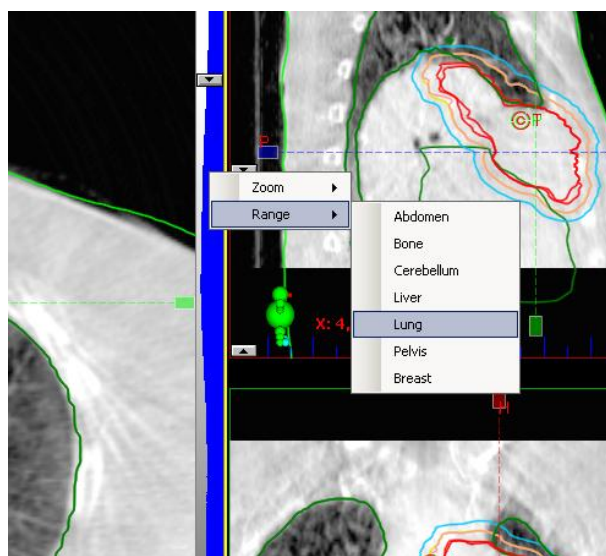 P
Zoom
Range
Abdomen
Bone
Cerebellum
Liver
Lung
Pelvis
Breast
X: 4,